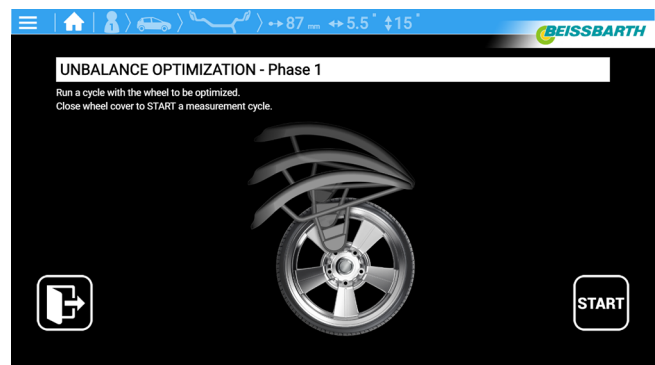 87 mm 5.5" 15"
BEISSBARTH
UNBALANCE OPTIMIZATION - Phase 1
Run a cycle with the wheel to be optimized.
Close wheel cover to START a measurement cycle.
START